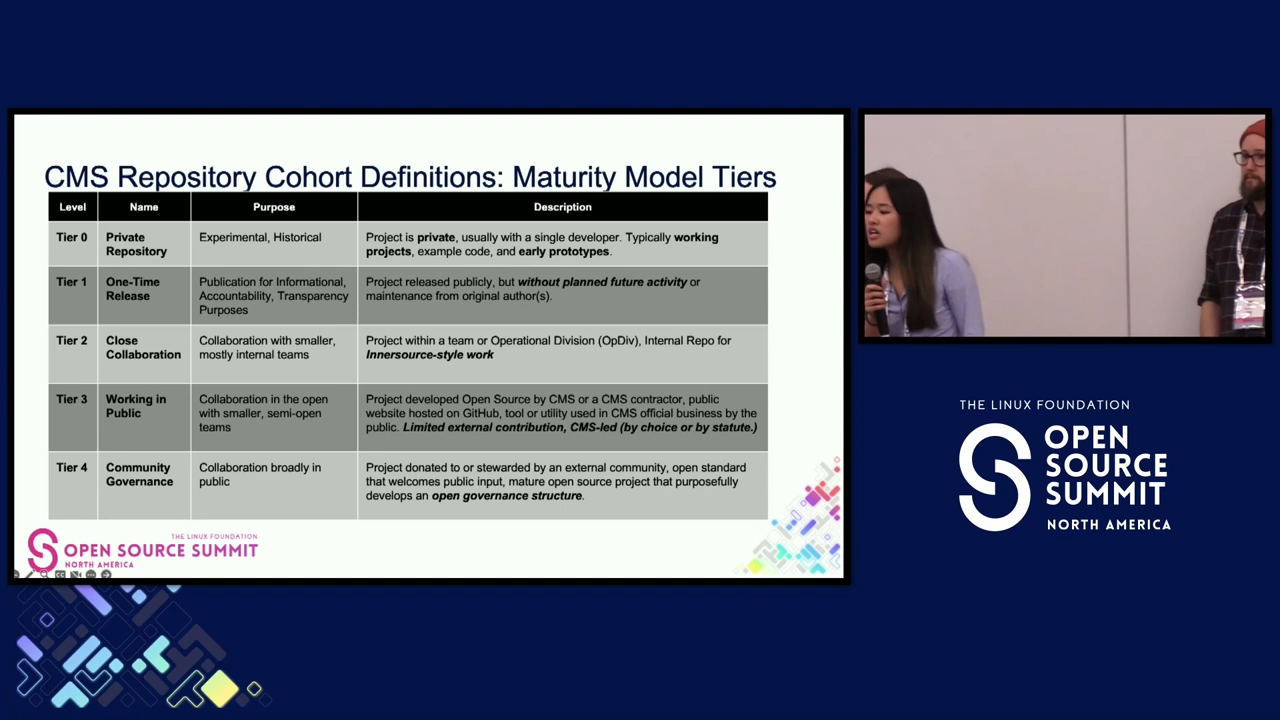 CMS Repository Cohort Definitions: Maturity Model Tiers
Level Name Purpose Description
Tier 0 Private Repository Experimental, Historical Project is private, usually with a single developer. Typically working projects, example code, and early prototypes.
Tier 1 One-Time Release Publication for Informational, Accountability, Transparency Purposes Project released publicly, but without planned future activity or maintenance from original author(s).
Tier 2 Close Collaboration Collaboration with smaller, mostly internal teams Project within a team or Operational Division (OpDiv), Internal Repo for Innersource-style work
Tier 3 Working in Public Collaboration in the open with smaller, semi-open teams Project developed Open Source by CMS or a CMS contractor, public website hosted on GitHub, tool or utility used in CMS official business by the public. Limited external contribution, CMS-led (by choice or by statute.)
Tier 4 Community Governance Collaboration broadly in public Project donated to or stewarded by an external community, open standard that welcomes public input, mature open source project that purposefully develops an open governance structure.
THE LINUX FOUNDATION
OPEN SOURCE SUMMIT
NORTH AMERICA
THE LINUX FOUNDATION
OPEN
SOURCE
SUMMIT
NORTH AMERICA